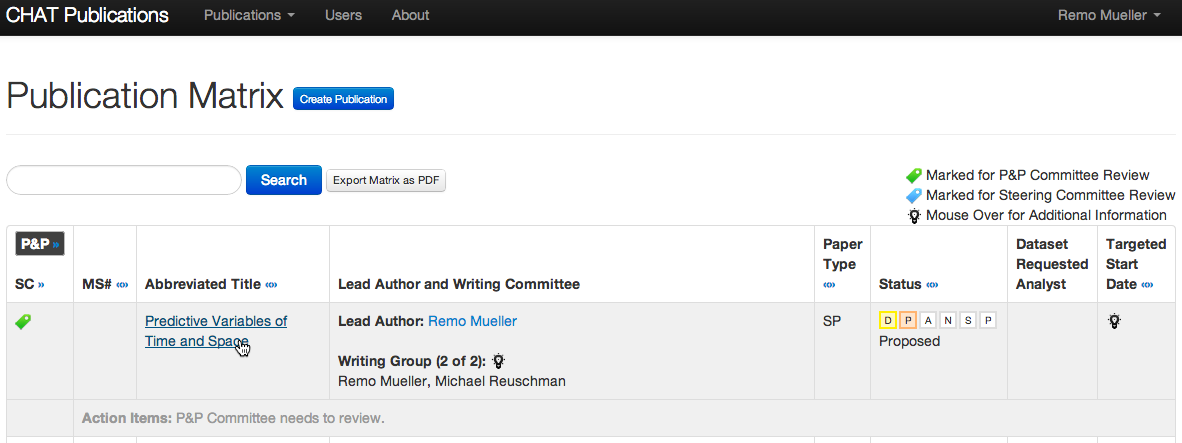 CHAT Publications Publications Users About Remo Mueller
Publication Matrix Create Publication
Search Export Matrix as PDF
Marked for P&P Committee Review
Marked for Steering Committee Review
Mouse Over for Additional Information
P&P »
SC »
MS# «»
Abbreviated Title «»
Lead Author and Writing Committee
Paper
Type
«»
Status «»
Dataset
Requested
Analyst
Targeted
Start
Date «»
Predictive Variables of
Time and Space
Lead Author: Remo Mueller
Writing Group (2 of 2):
Remo Mueller, Michael Reuschman
SP
D P A N S P
Proposed
Action Items: P&P Committee needs to review.